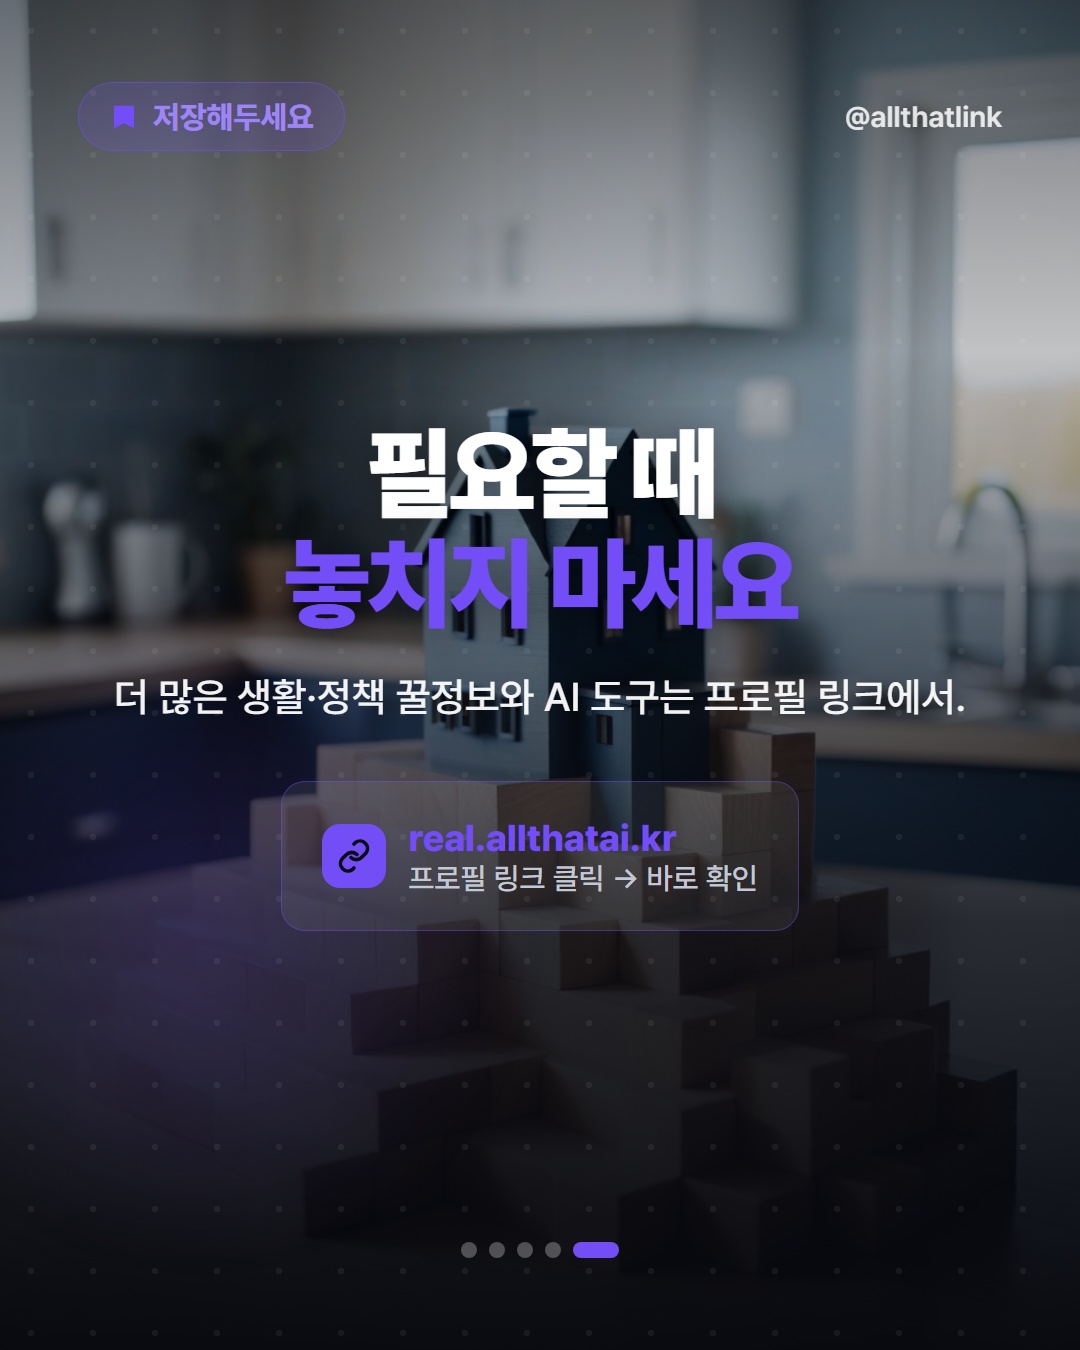 저장해두세요
@allthatlink
필요할 때
놓치지 마세요
더 많은 생활·정책 꿀정보와 AI 도구는 프로필 링크에서.
real.allthatai.kr
프로필 링크 클릭 → 바로 확인